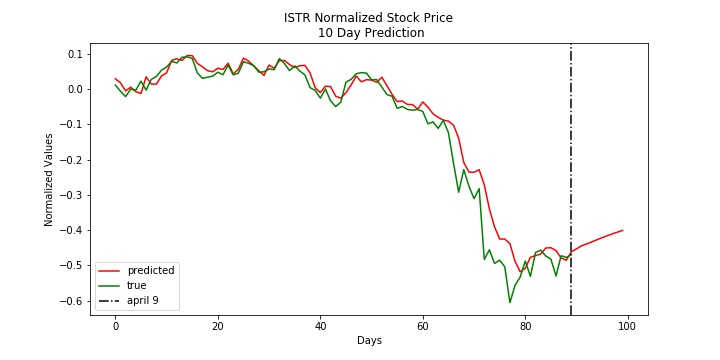 ISTR Normalized Stock Price
10 Day Prediction
Normalized Values
0.1
0.0
−0.1
−0.2
−0.3
−0.4
−0.5
−0.6
predicted
true
april 9
0
20
40
60
80
100
Days